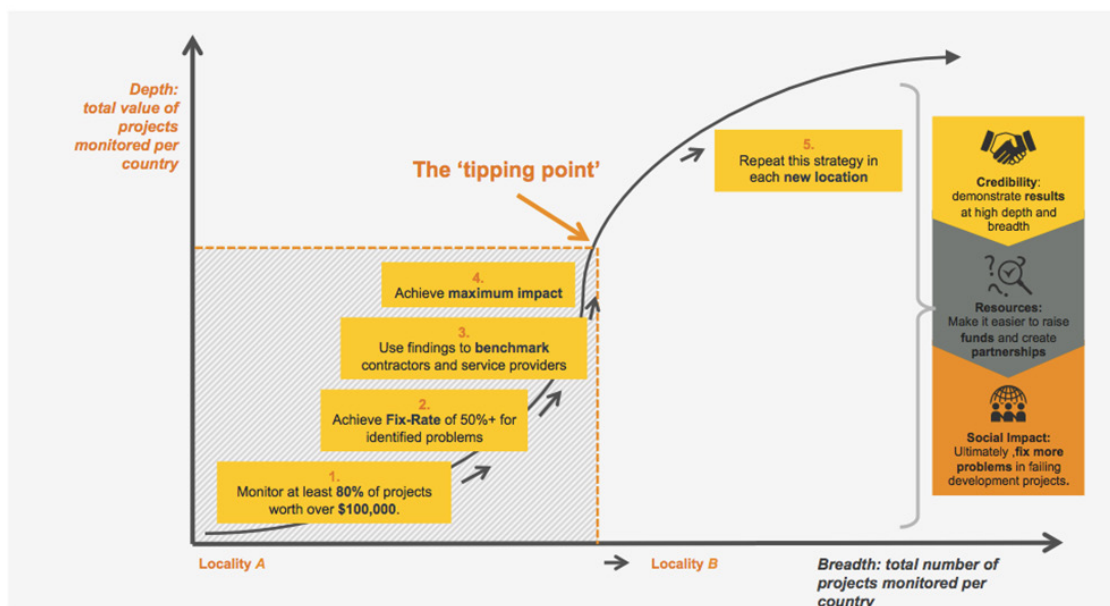 Depth:
total value of
projects
monitored per
country
The ‘tipping point’
5.
Repeat this strategy in
each new location
4.
Achieve maximum impact
3.
Use findings to benchmark
contractors and service providers
2.
Achieve Fix-Rate of 50%+ for
identified problems
1.
Monitor at least 80% of projects
worth over $100,000.
Locality A
Locality B
Breadth: total number of
projects monitored per
country
Credibility:
demonstrate results
at high depth and
breadth
Resources:
Make it easier to raise
funds and create
partnerships
Social Impact:
Ultimately ,fix more
problems in failing
development projects.